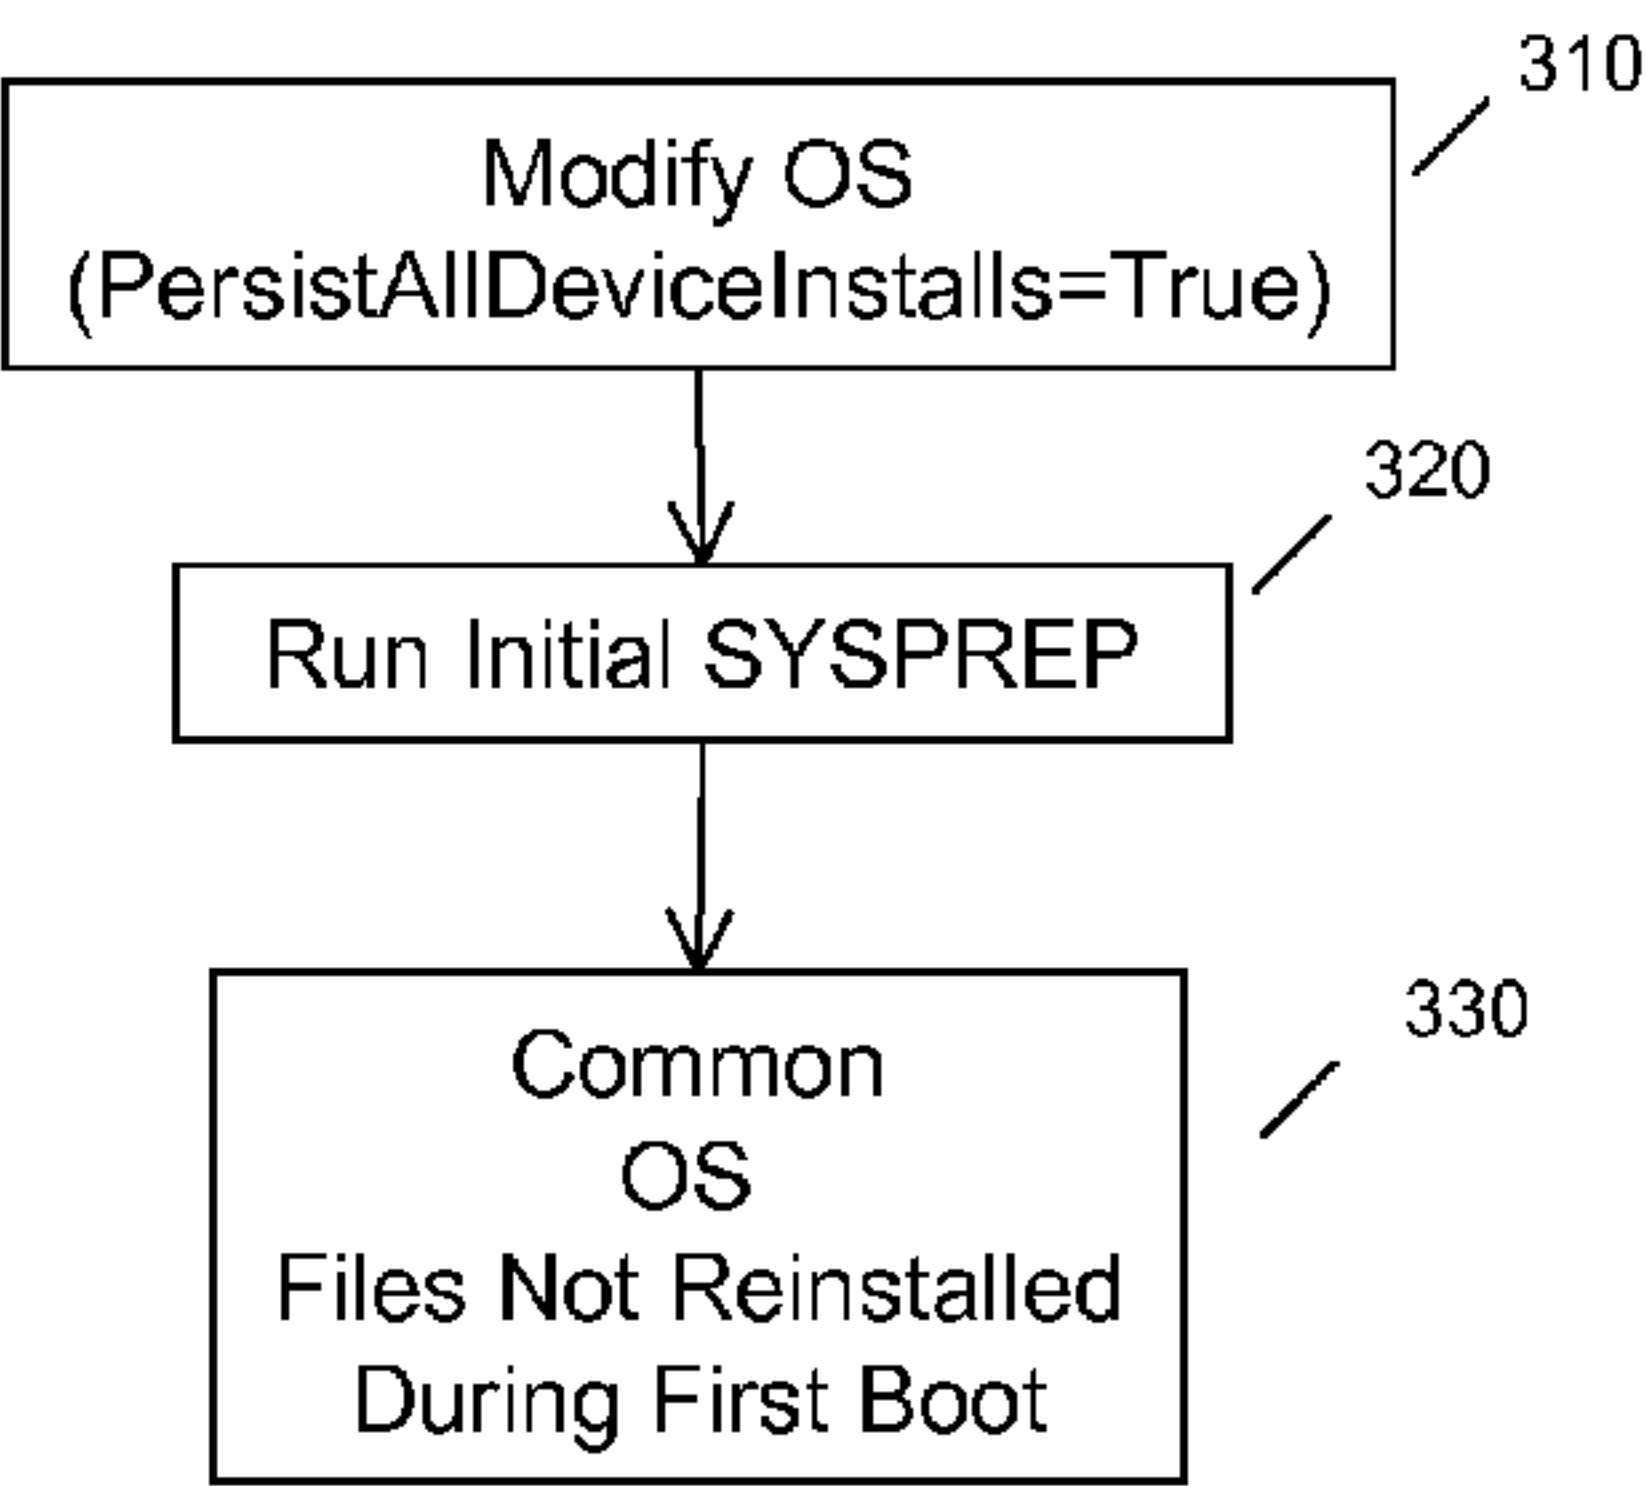 310
Modify OS
(PersistAllDeviceInstalls=True)
320
Run Initial SYSPREP
330
Common
OS
Files Not Reinstalled
During First Boot